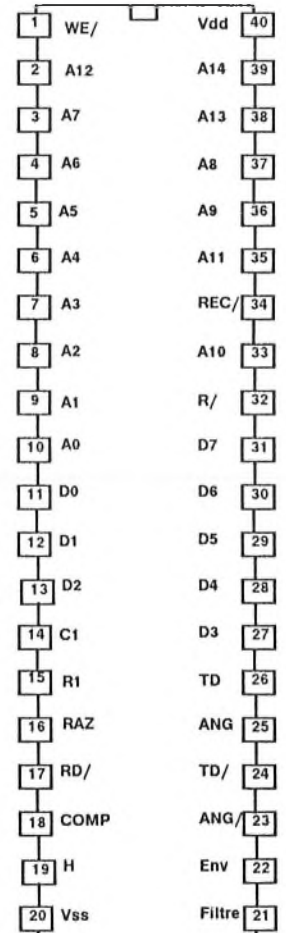 1 WE/ Vdd 40
2 A12 A14 39
3 A7 A13 38
4 A6 A8 37
5 A5 A9 36
6 A4 A11 35
7 A3 REC/ 34
8 A2 A10 33
9 A1 R/ 32
10 A0 D7 31
11 D0 D6 30
12 D1 D5 29
13 D2 D4 28
14 C1 D3 27
15 R1 TD 26
16 RAZ ANG 25
17 RD/ TD/ 24
18 COMP ANG/ 23
19 H Env 22
20 Vss Filtre 21